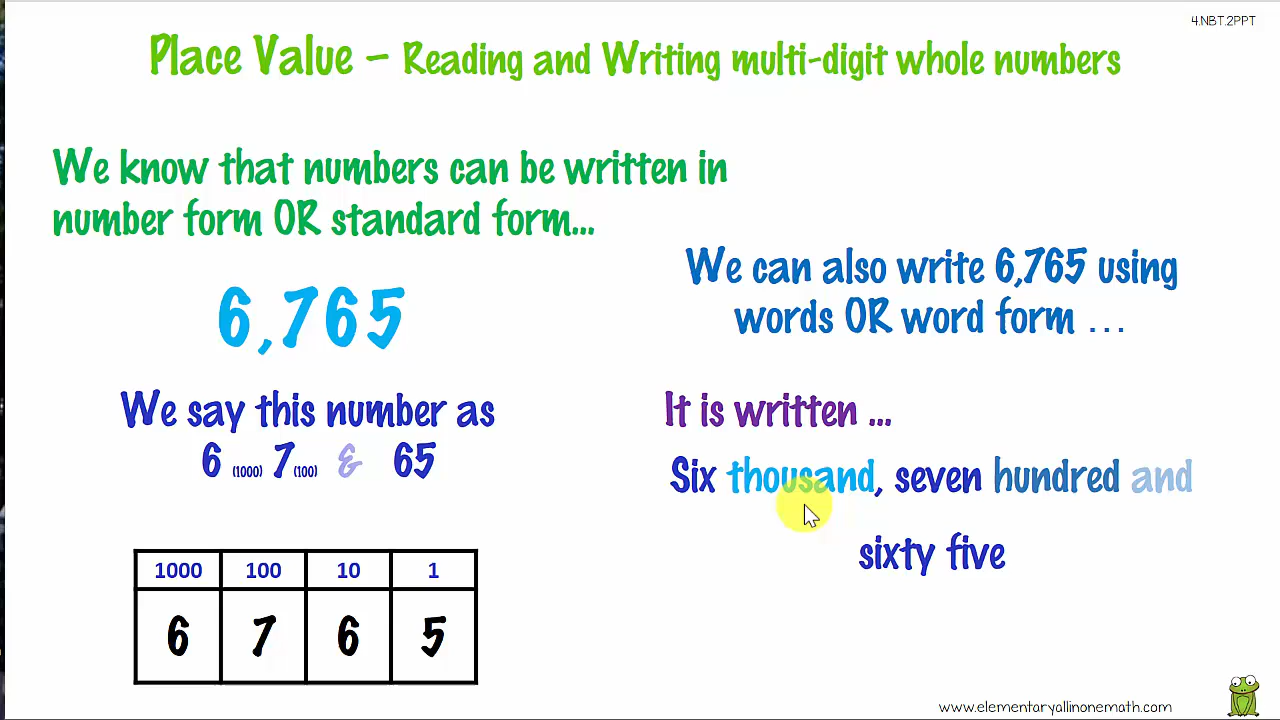 4.NBT.2PPT
Place Value – Reading and Writing multi-digit whole numbers
We know that numbers can be written in
number form OR standard form...
6,765
We say this number as
6 (1000) 7 (100) & 65
1000 100 10 1
6 7 6 5
We can also write 6,765 using
words OR word form ...
It is written ...
Six thousand, seven hundred and
sixty five
www.elementaryallinonemath.com